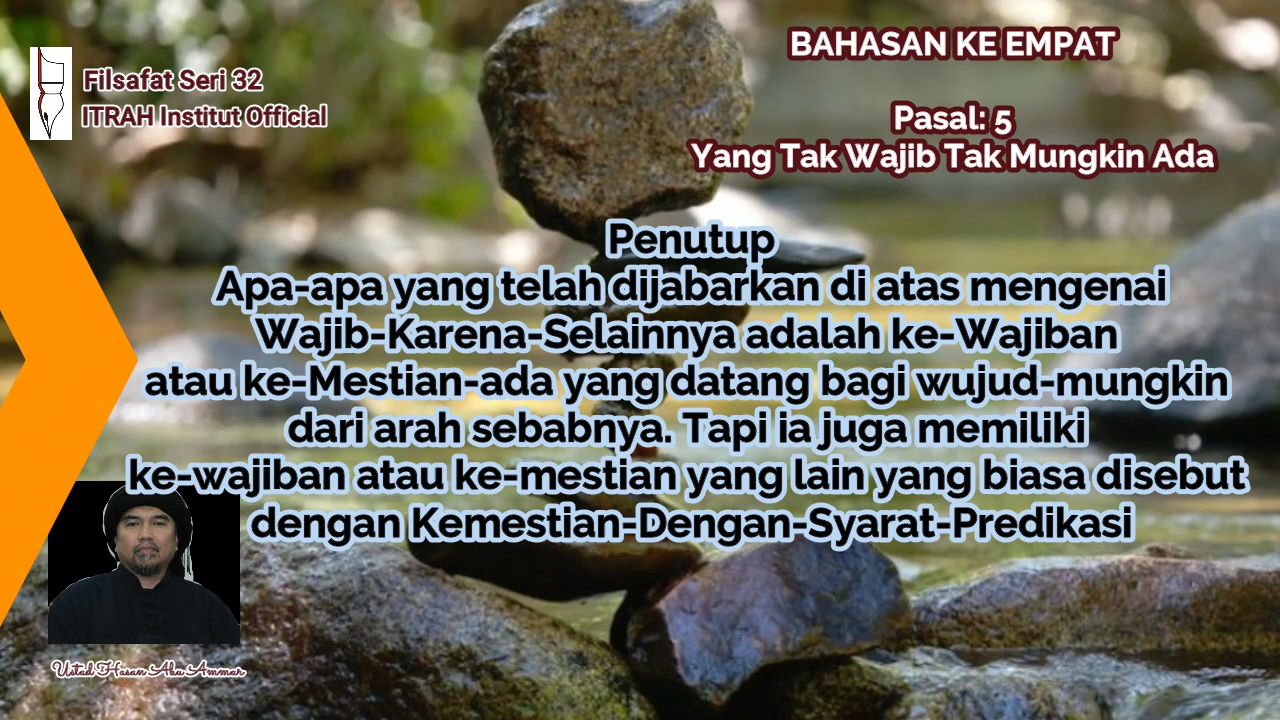 Filsafat Seri 32
ITRAH Institut Official
BAHASAN KE EMPAT
Pasal: 5
Yang Tak Wajib Tak Mungkin Ada
Penutup
Apa-apa yang telah dijabarkan di atas mengenai
Wajib-Karena-Selainnya adalah ke-Wajiban
atau ke-Mestian-ada yang datang bagi wujud-mungkin
dari arah sebabnya. Tapi ia juga memiliki
ke-wajiban atau ke-mestian yang lain yang biasa disebut
dengan Kemestian-Dengan-Syarat-Predikasi
Ustad Hasan Abu Ammar